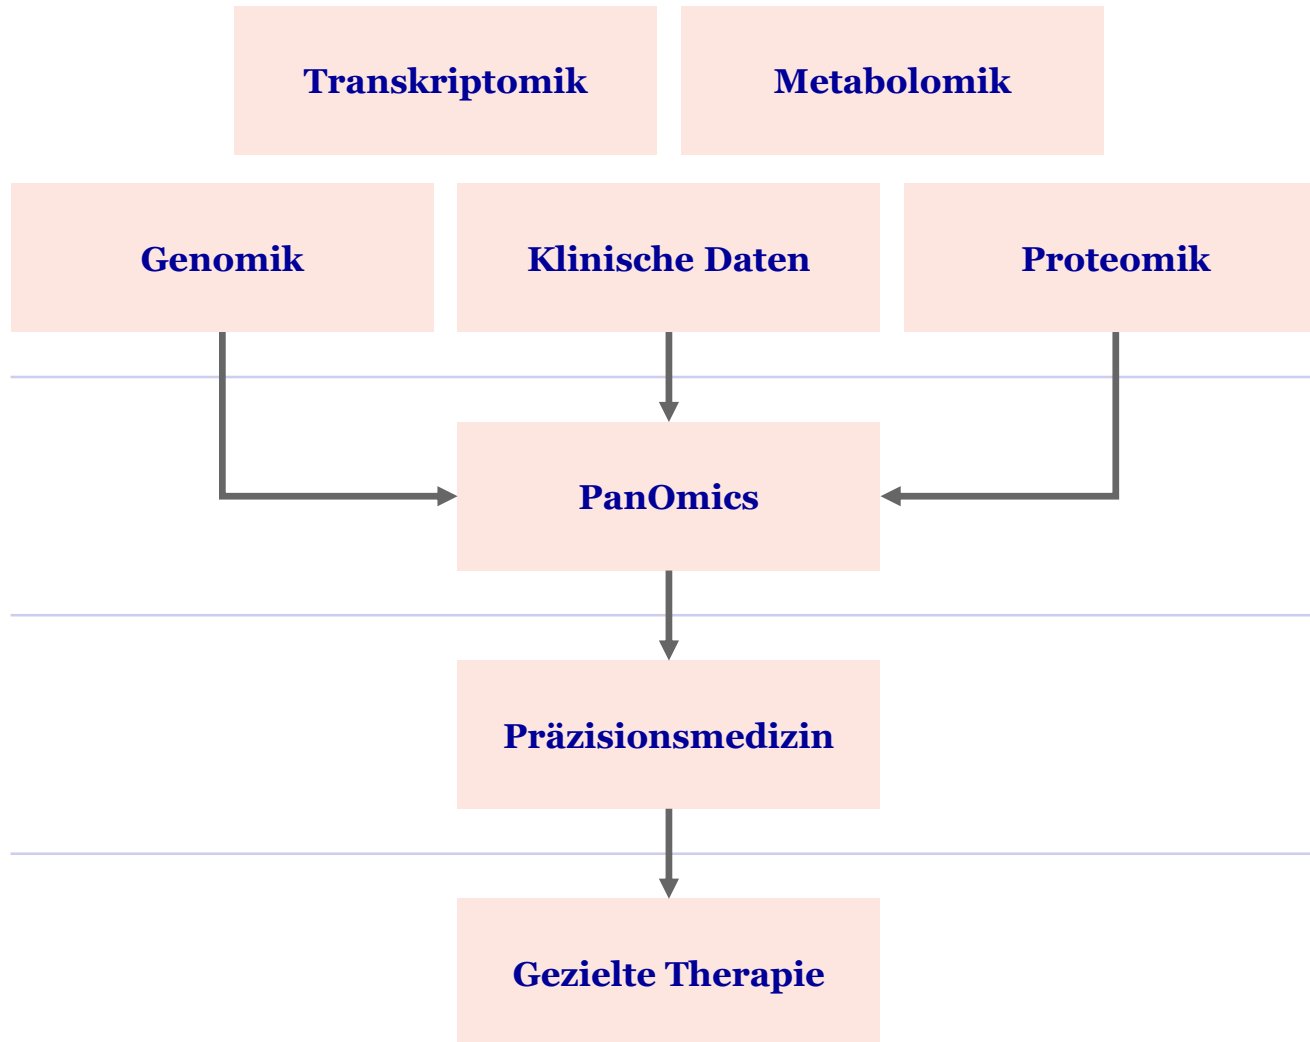 Transkriptomik
Metabolomik
Genomik
Klinische Daten
Proteomik
PanOmics
Präzisionsmedizin
Gezielte Therapie